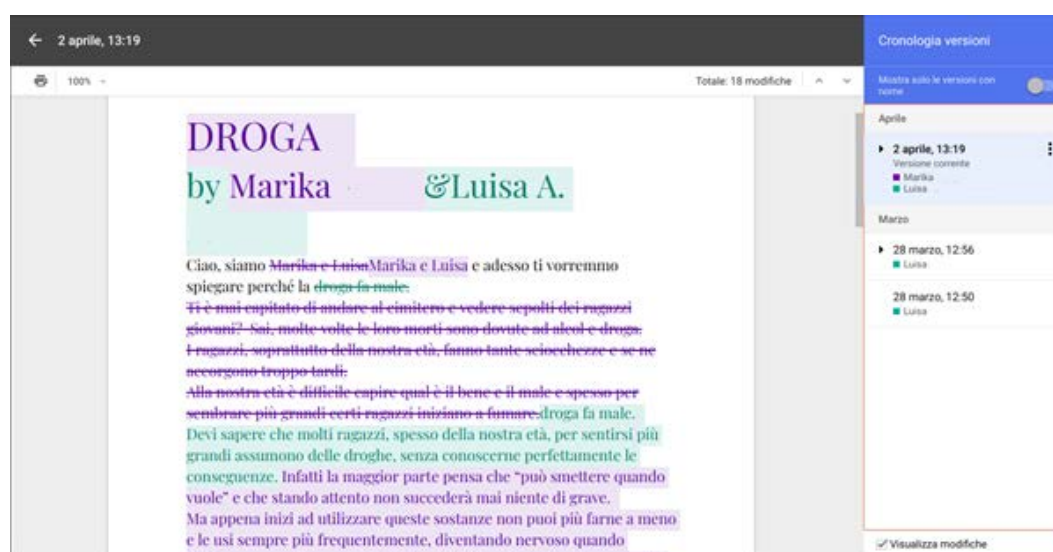 2 aprile, 13:19
Cronologia versioni
100%
Totale: 18 modifiche
Mostra solo le versioni con
nome
Aprile
2 aprile, 13:19
Versione corrente
Marika
Luisa
Marzo
28 marzo, 12:56
Luisa
28 marzo, 12:50
Luisa
Visualizza modifiche
DROGA
by Marika &Luisa A.
Ciao, siamo Marika e LuisaMarika e Luisa e adesso ti vorremmo
spiegare perché la droga fa male.
Ti è mai capitato di andare al cimitero e vedere sepolti dei ragazzi
giovani? Sai, molte volte le loro morti sono dovute ad alcol e droga.
I ragazzi, soprattutto della nostra età, fanno tante sciocchezze e se ne
accorgono troppo tardi.
Alla nostra età è difficile capire qual è il bene e il male e spesso per
sembrare più grandi certi ragazzi iniziano a fumare.droga fa male.
Devi sapere che molti ragazzi, spesso della nostra età, per sentirsi più
grandi assumono delle droghe, senza conoscerne perfettamente le
conseguenze. Infatti la maggior parte pensa che “può smettere quando
vuole” e che stando attento non succederà mai niente di grave.
Ma appena inizi ad utilizzare queste sostanze non puoi più farne a meno
e le usi sempre più frequentemente, diventando nervoso quando